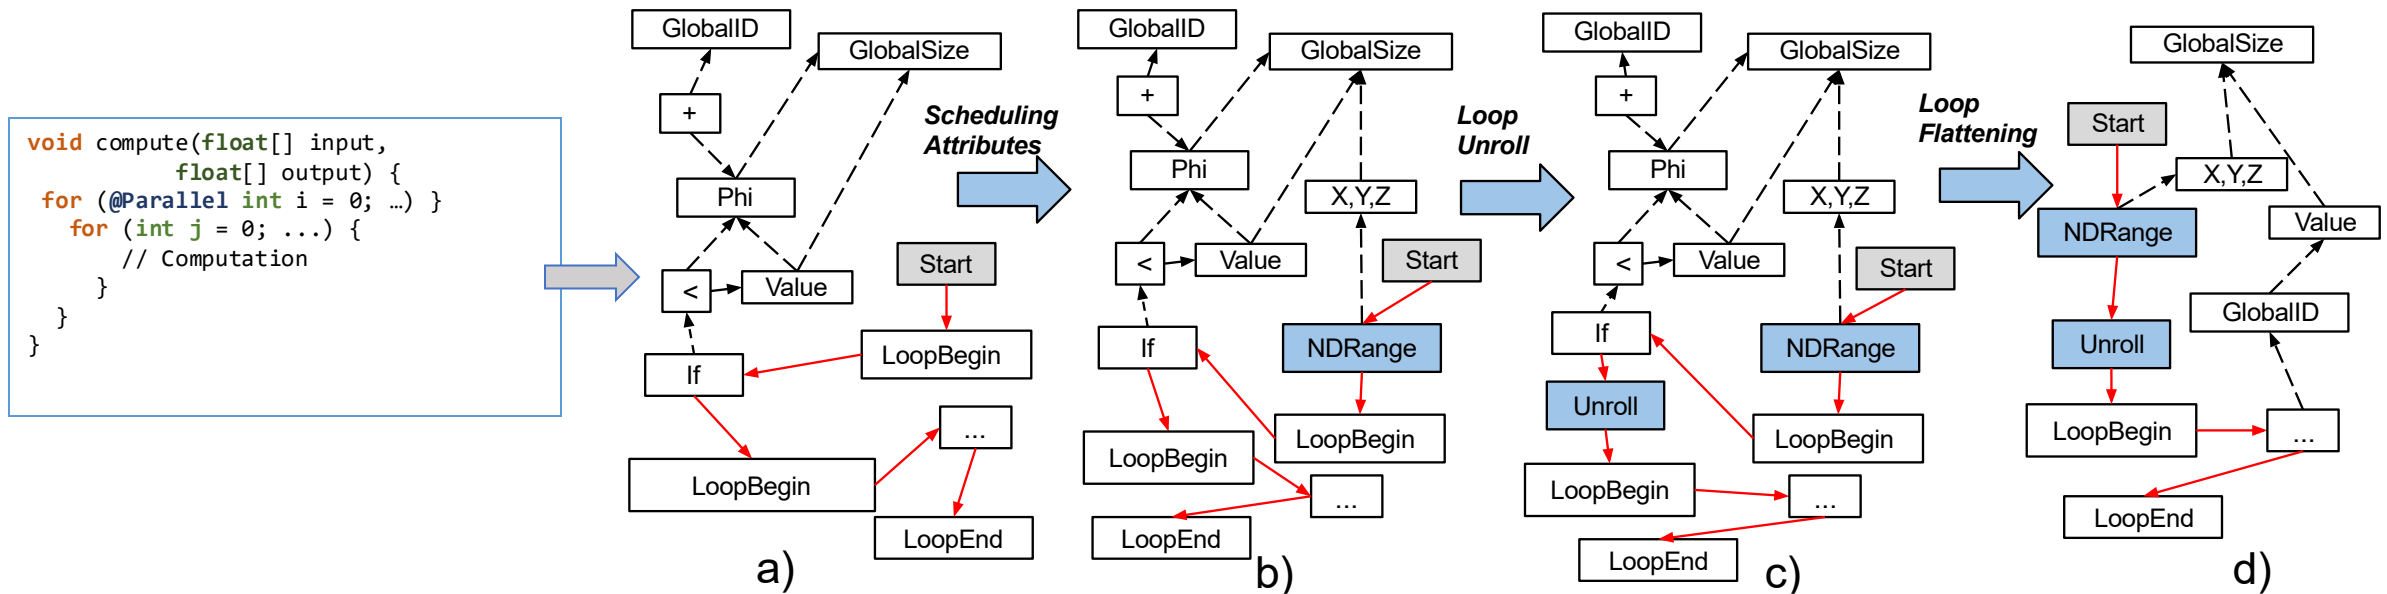 void compute(float[] input,
float[] output) {
for (@Parallel int i = 0; …) }
for (int j = 0; ...) {
// Computation
}
}
}
GlobalID
GlobalSize
+
Phi
<
Value
Start
LoopBegin
If
...
LoopBegin
LoopEnd
a)
Scheduling
Attributes
GlobalID
GlobalSize
+
Phi
X,Y,Z
<
Value
Start
If
NDRange
LoopBegin
LoopBegin
...
LoopEnd
b)
Loop
Unroll
GlobalID
GlobalSize
+
Phi
X,Y,Z
<
Value
Start
If
NDRange
Unroll
LoopBegin
LoopBegin
...
LoopEnd
c)
Loop
Flattening
GlobalSize
Start
X,Y,Z
NDRange
Value
GlobalID
Unroll
LoopBegin
...
LoopEnd
d)